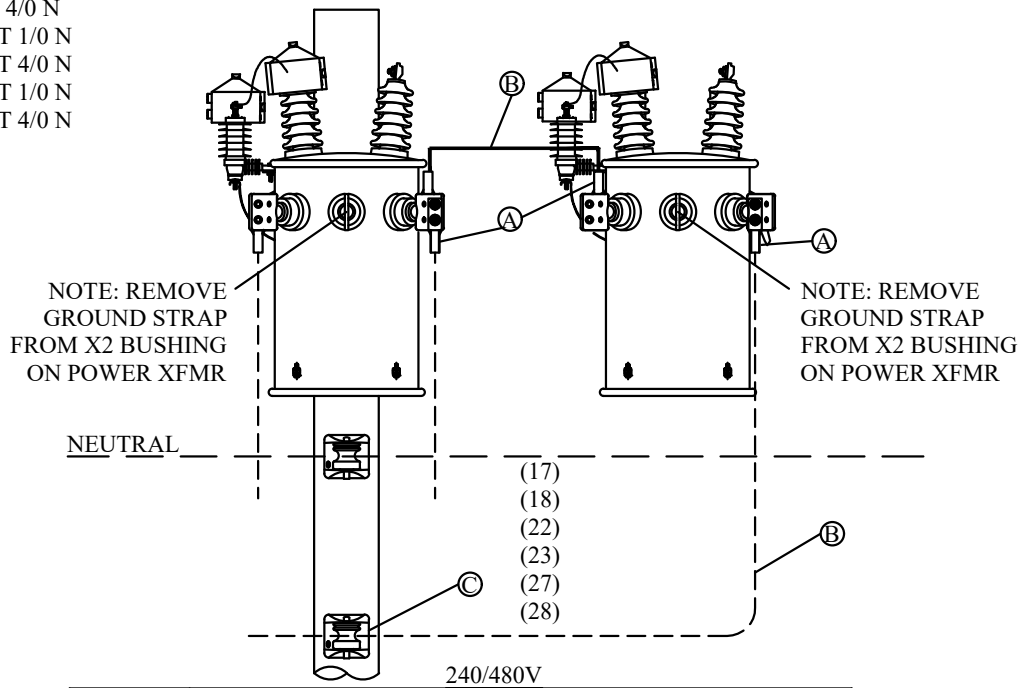 4/0 N
T 1/0 N
T 4/0 N
T 1/0 N
T 4/0 N
B
A
A
NOTE: REMOVE
GROUND STRAP
FROM X2 BUSHING
ON POWER XFMR
NOTE: REMOVE
GROUND STRAP
FROM X2 BUSHING
ON POWER XFMR
NEUTRAL
(17)
(18)
(22)
(23)
(27)
(28)
B
C
240/480V